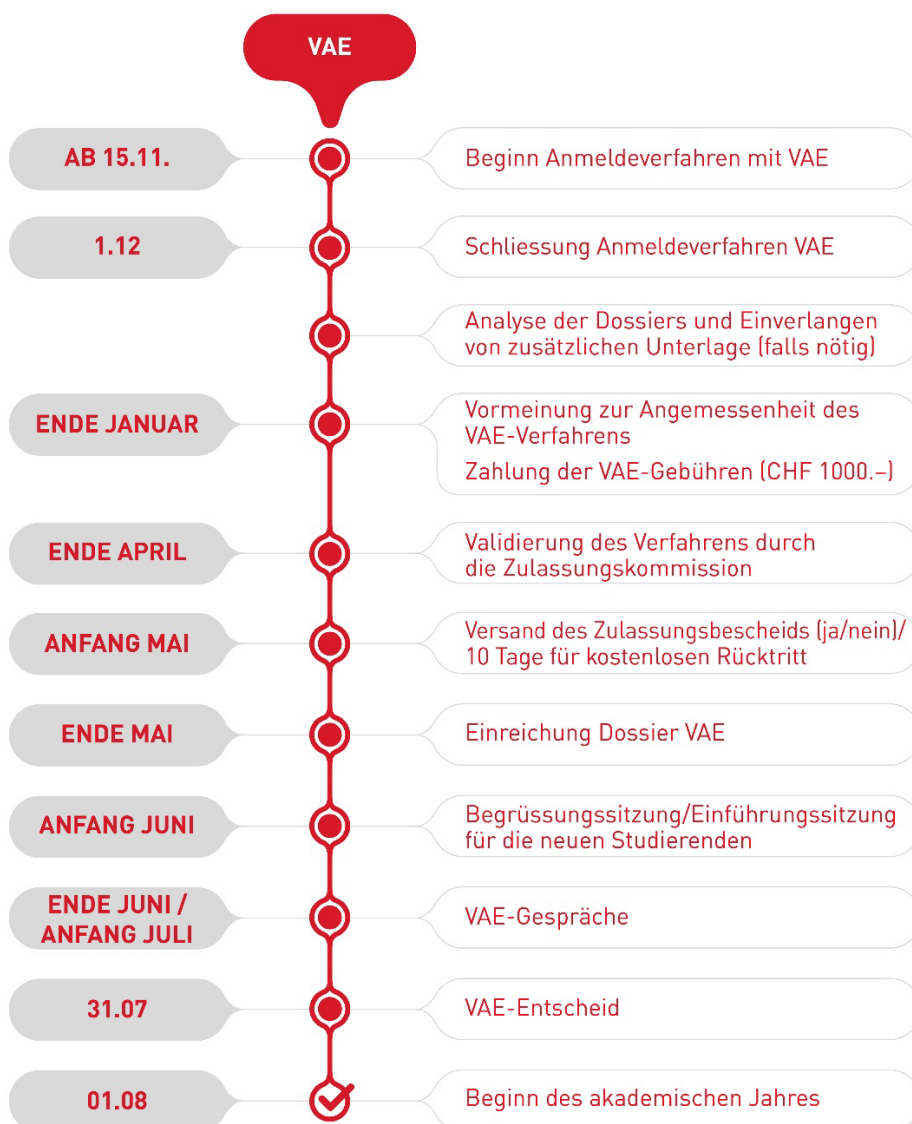 VAE
AB 15.11.
Beginn Anmeldeverfahren mit VAE
1.12
Schliessung Anmeldeverfahren VAE
Analyse der Dossiers und Einverlangen
von zusätzlichen Unterlage (falls nötig)
ENDE JANUAR
Vormeinung zur Angemessenheit des
VAE-Verfahrens
Zahlung der VAE-Gebühren (CHF 1000.–)
ENDE APRIL
Validierung des Verfahrens durch
die Zulassungskommission
ANFANG MAI
Versand des Zulassungsbescheids (ja/nein)/
10 Tage für kostenlosen Rücktritt
ENDE MAI
Einreichung Dossier VAE
ANFANG JUNI
Begrüssungssitzung/Einführungssitzung
für die neuen Studierenden
ENDE JUNI /
ANFANG JULI
VAE-Gespräche
31.07
VAE-Entscheid
01.08
Beginn des akademischen Jahres